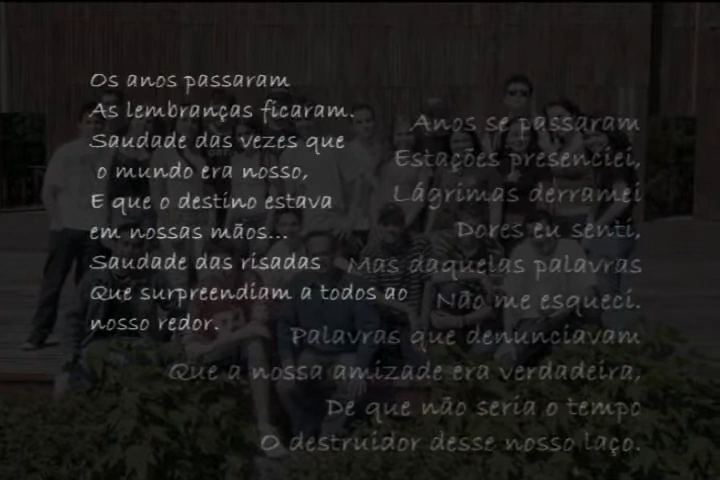 Os anos passaram
As lembranças ficaram.
Saudade das vezes que
o mundo era nosso,
E que o destino estava
em nossas mãos...
Saudade das risadas
Que surpreendiam a todos ao
nosso redor.
Anos se passaram
Estações presenciei,
Lágrimas derramei
Dores eu senti,
Mas daquelas palavras
Não me esqueci.
Palavras que denunciavam
Que a nossa amizade era verdadeira,
De que não seria o tempo
O destruidor desse nosso laço.